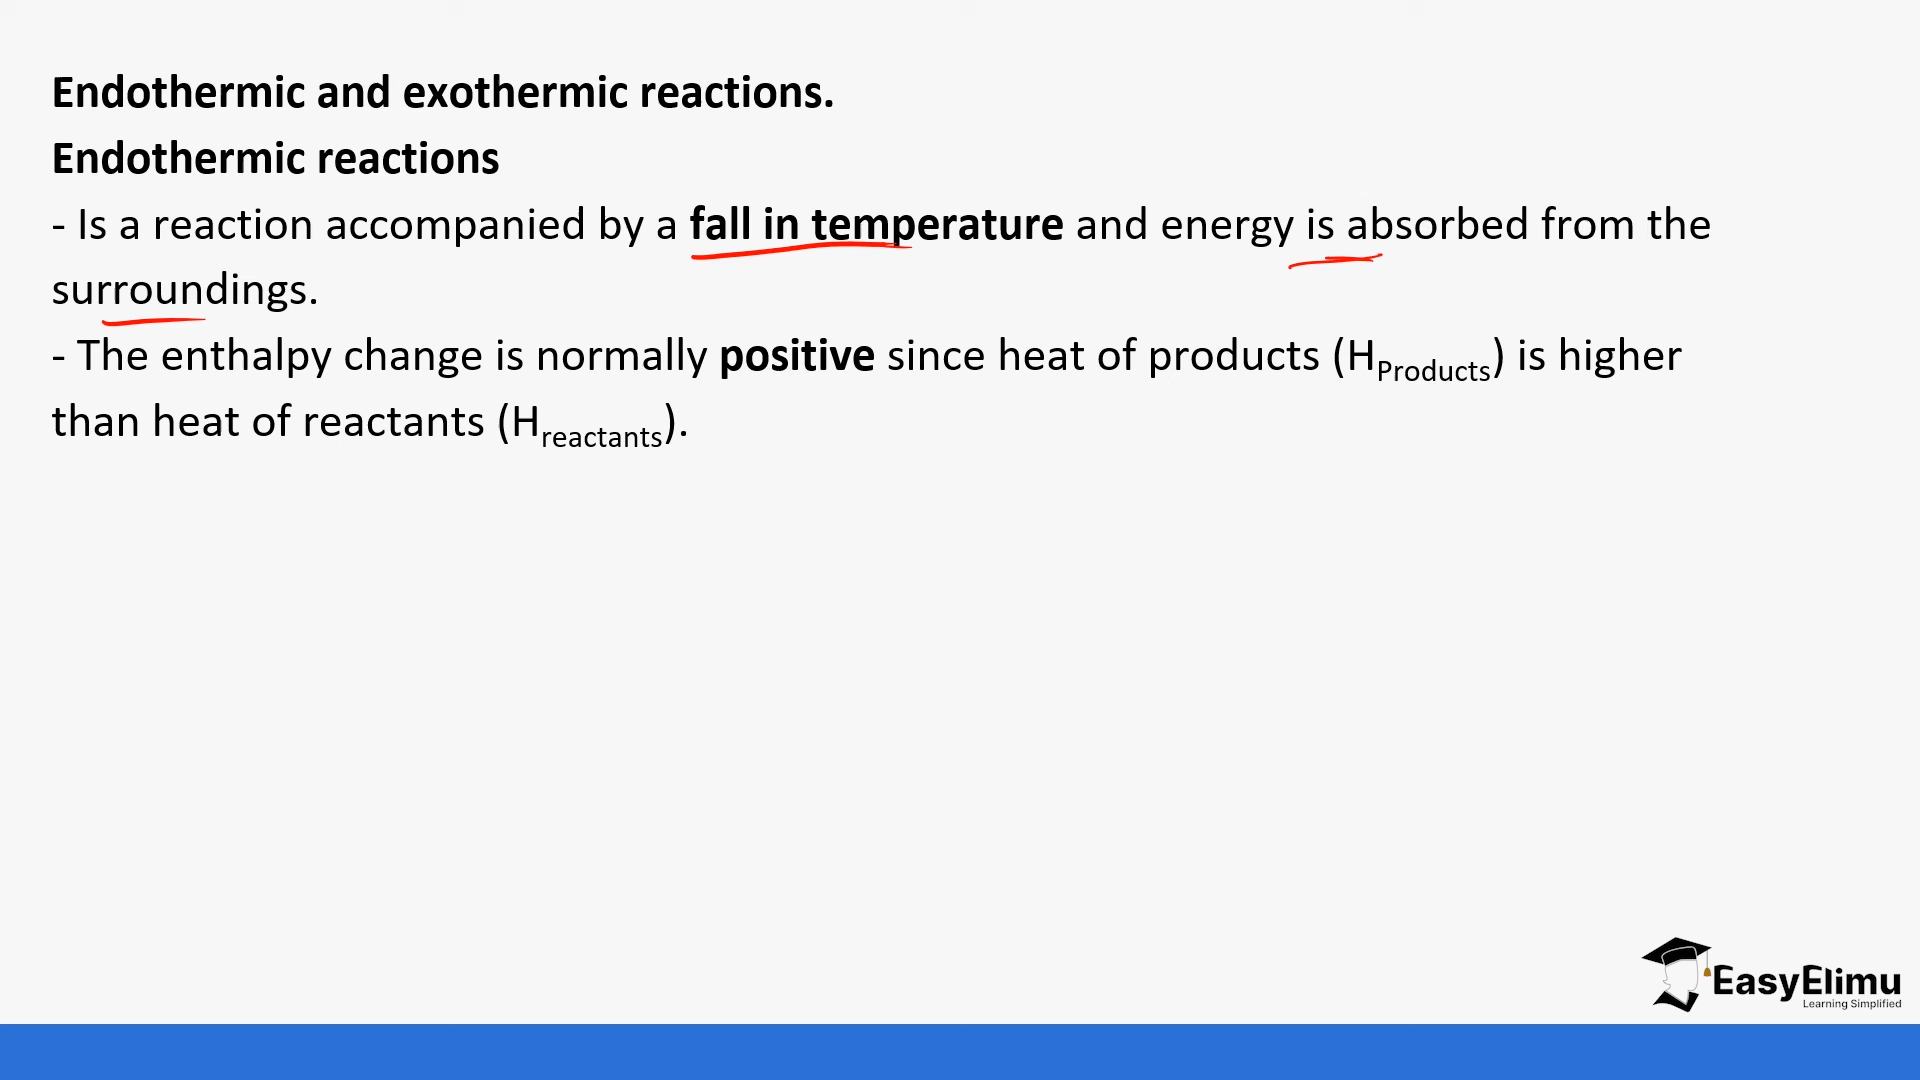 Endothermic and exothermic reactions.
Endothermic reactions
- Is a reaction accompanied by a fall in temperature and energy is absorbed from the
surroundings.
- The enthalpy change is normally positive since heat of products (HProducts) is higher
than heat of reactants (Hreactants).
EasyElimu
Learning Simplified